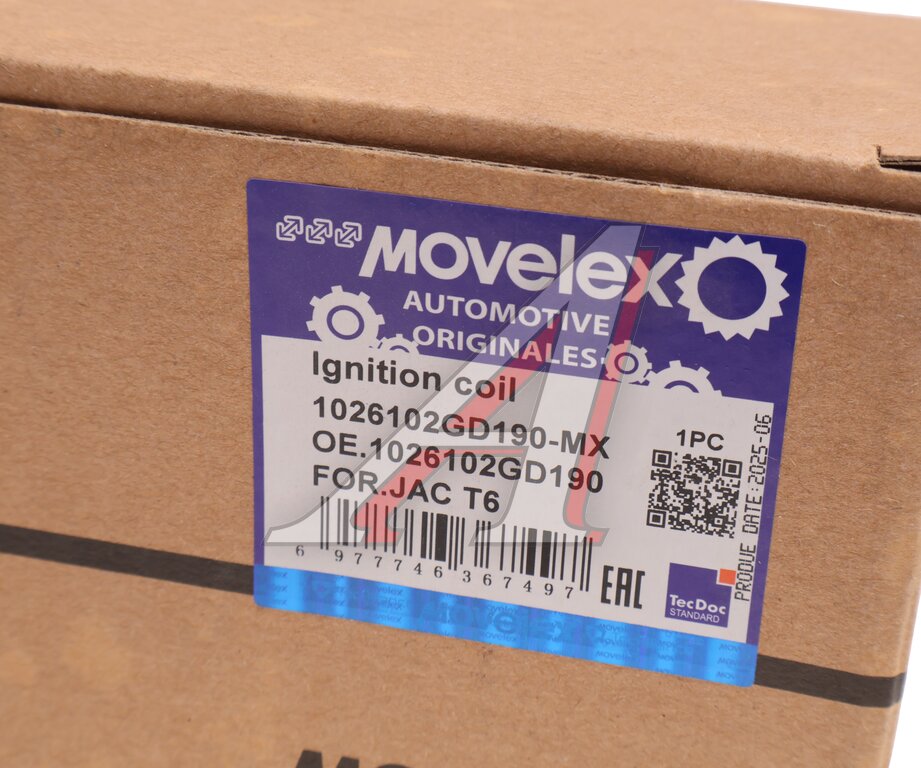 Movelex
AUTOMOTIVE
ORIGINALES
Ignition coil
1026102GD190-MX
OE.1026102GD190
FOR.JAC T6
1PC
PRODUE DATE:2025-06
6 977746 367497
EAC
TecDoc
STANDARD
Movelex